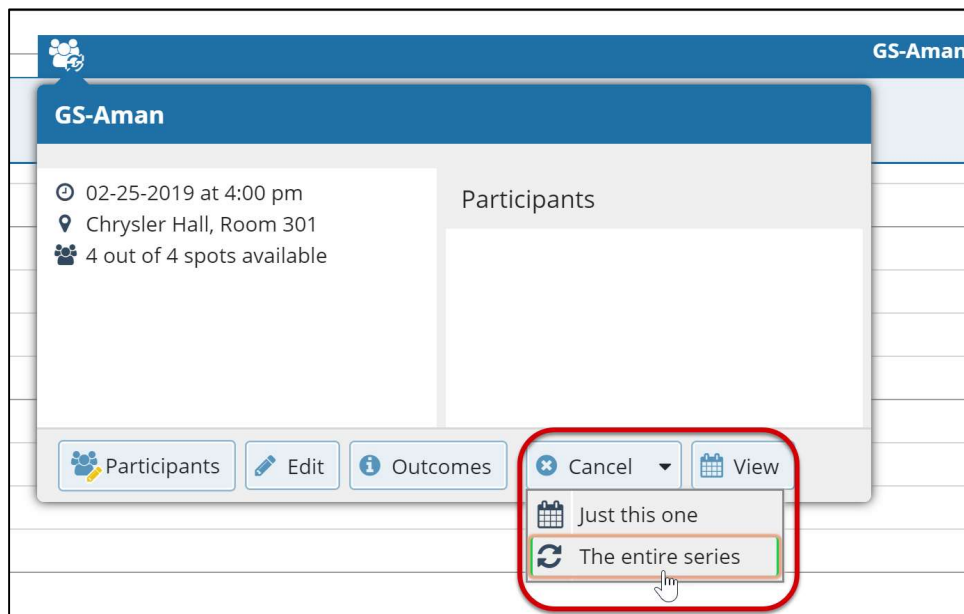 GS-Aman
GS-Aman
02-25-2019 at 4:00 pm
Chrysler Hall, Room 301
4 out of 4 spots available
Participants
Participants
Edit
Outcomes
Cancel
View
Just this one
The entire series